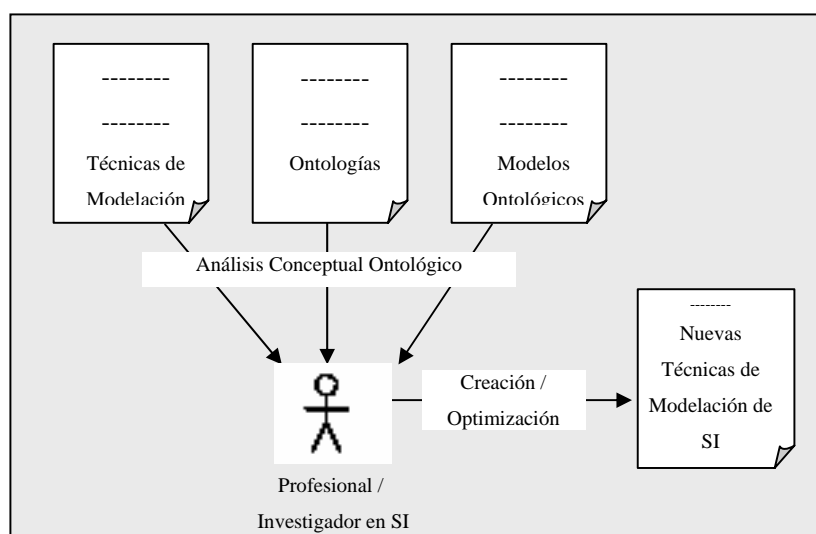 --------
--------
Técnicas de
Modelación
---------
---------
Ontologías
--------
--------
Modelos
Ontológicos
Análisis Conceptual Ontológico
Profesional /
Investigador en SI
Creación /
Optimización
--------
Nuevas
Técnicas de
Modelación de
SI